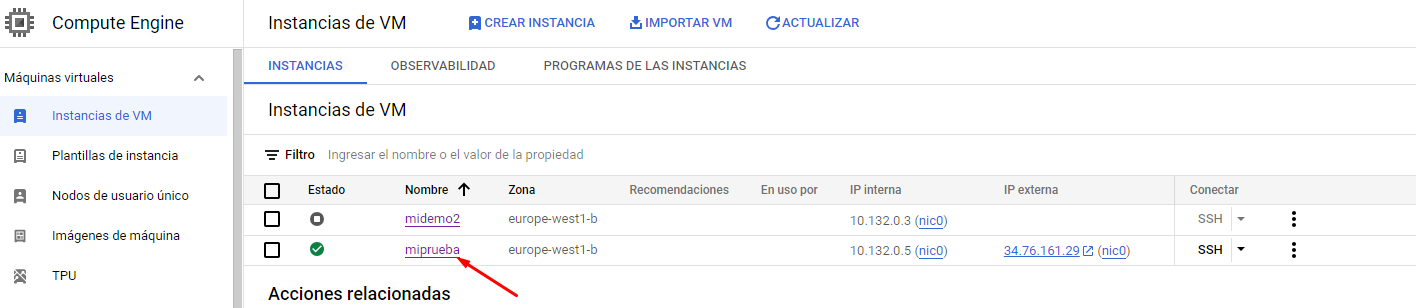 Compute Engine
Instancias de VM CREAR INSTANCIA IMPORTAR VM ACTUALIZAR
Máquinas virtuales
Instancias de VM
Plantillas de instancia
Nodos de usuario único
Imágenes de máquina
TPU
INSTANCIAS OBSERVABILIDAD PROGRAMAS DE LAS INSTANCIAS
Instancias de VM
Filtro Ingresar el nombre o el valor de la propiedad
Estado Nombre Zona Recomendaciones En uso por IP interna IP externa Conectar
midemo2 europe-west1-b 10.132.0.3 (nic0) SSH
miprueba europe-west1-b 10.132.0.5 (nic0) 34.76.161.29 (nic0) SSH
Acciones relacionadas